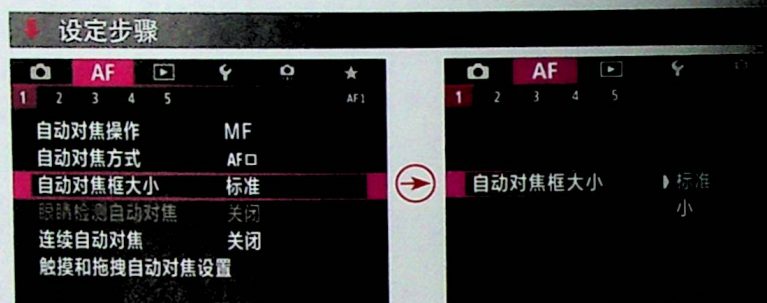 设定步骤
AF
1 2 3 4 5 AF1
自动对焦操作 MF
自动对焦方式 AF
自动对焦框大小 标准
眼睛检测自动对焦 关闭
连续自动对焦 关闭
触摸和拖拽自动对焦设置
AF
1 2 3 4 5
自动对焦框大小 标准
小